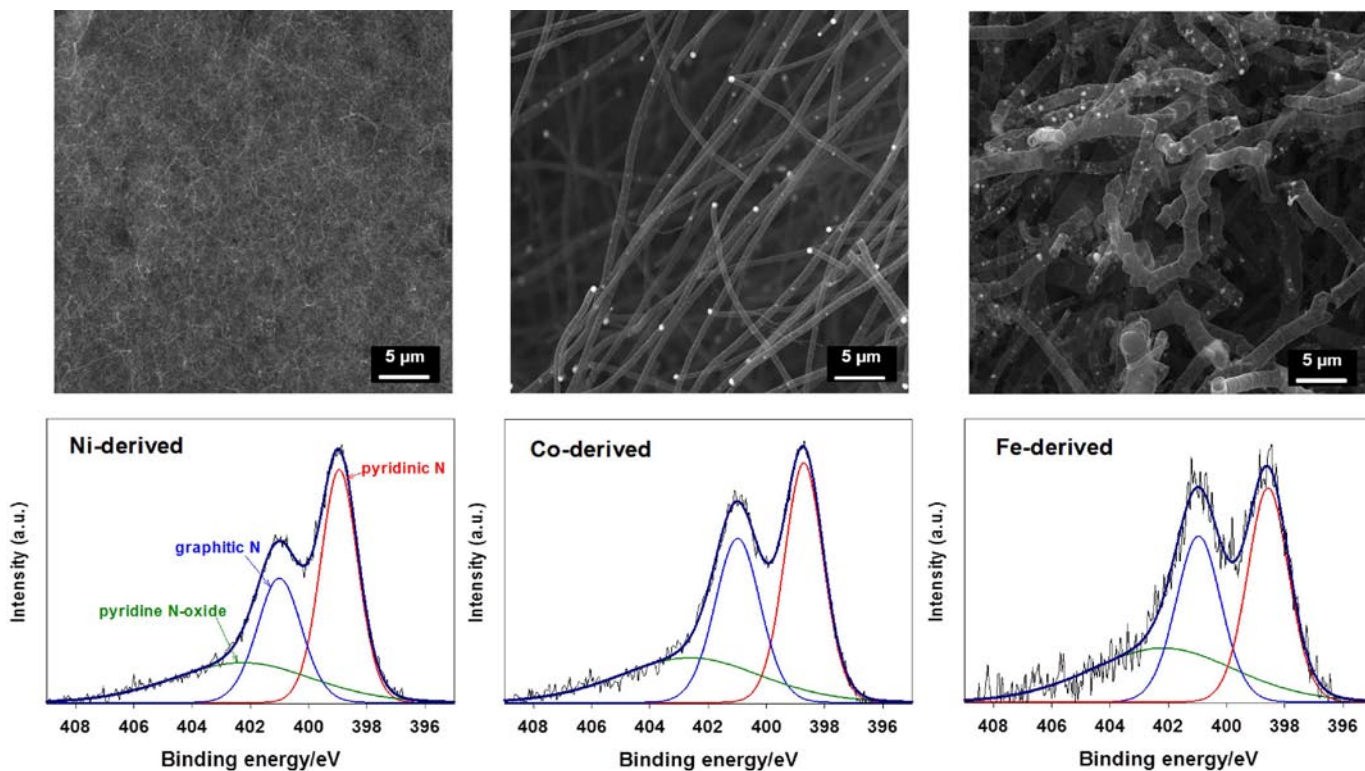 5 µm
5 µm
5 µm
Ni-derived
pyridinic N
graphitic N
pyridine N-oxide
Intensity (a.u.)
408 406 404 402 400 398 396
Binding energy/eV
Co-derived
Intensity (a.u.)
408 406 404 402 400 398 396
Binding energy/eV
Fe-derived
Intensity (a.u.)
408 406 404 402 400 398 396
Binding energy/eV